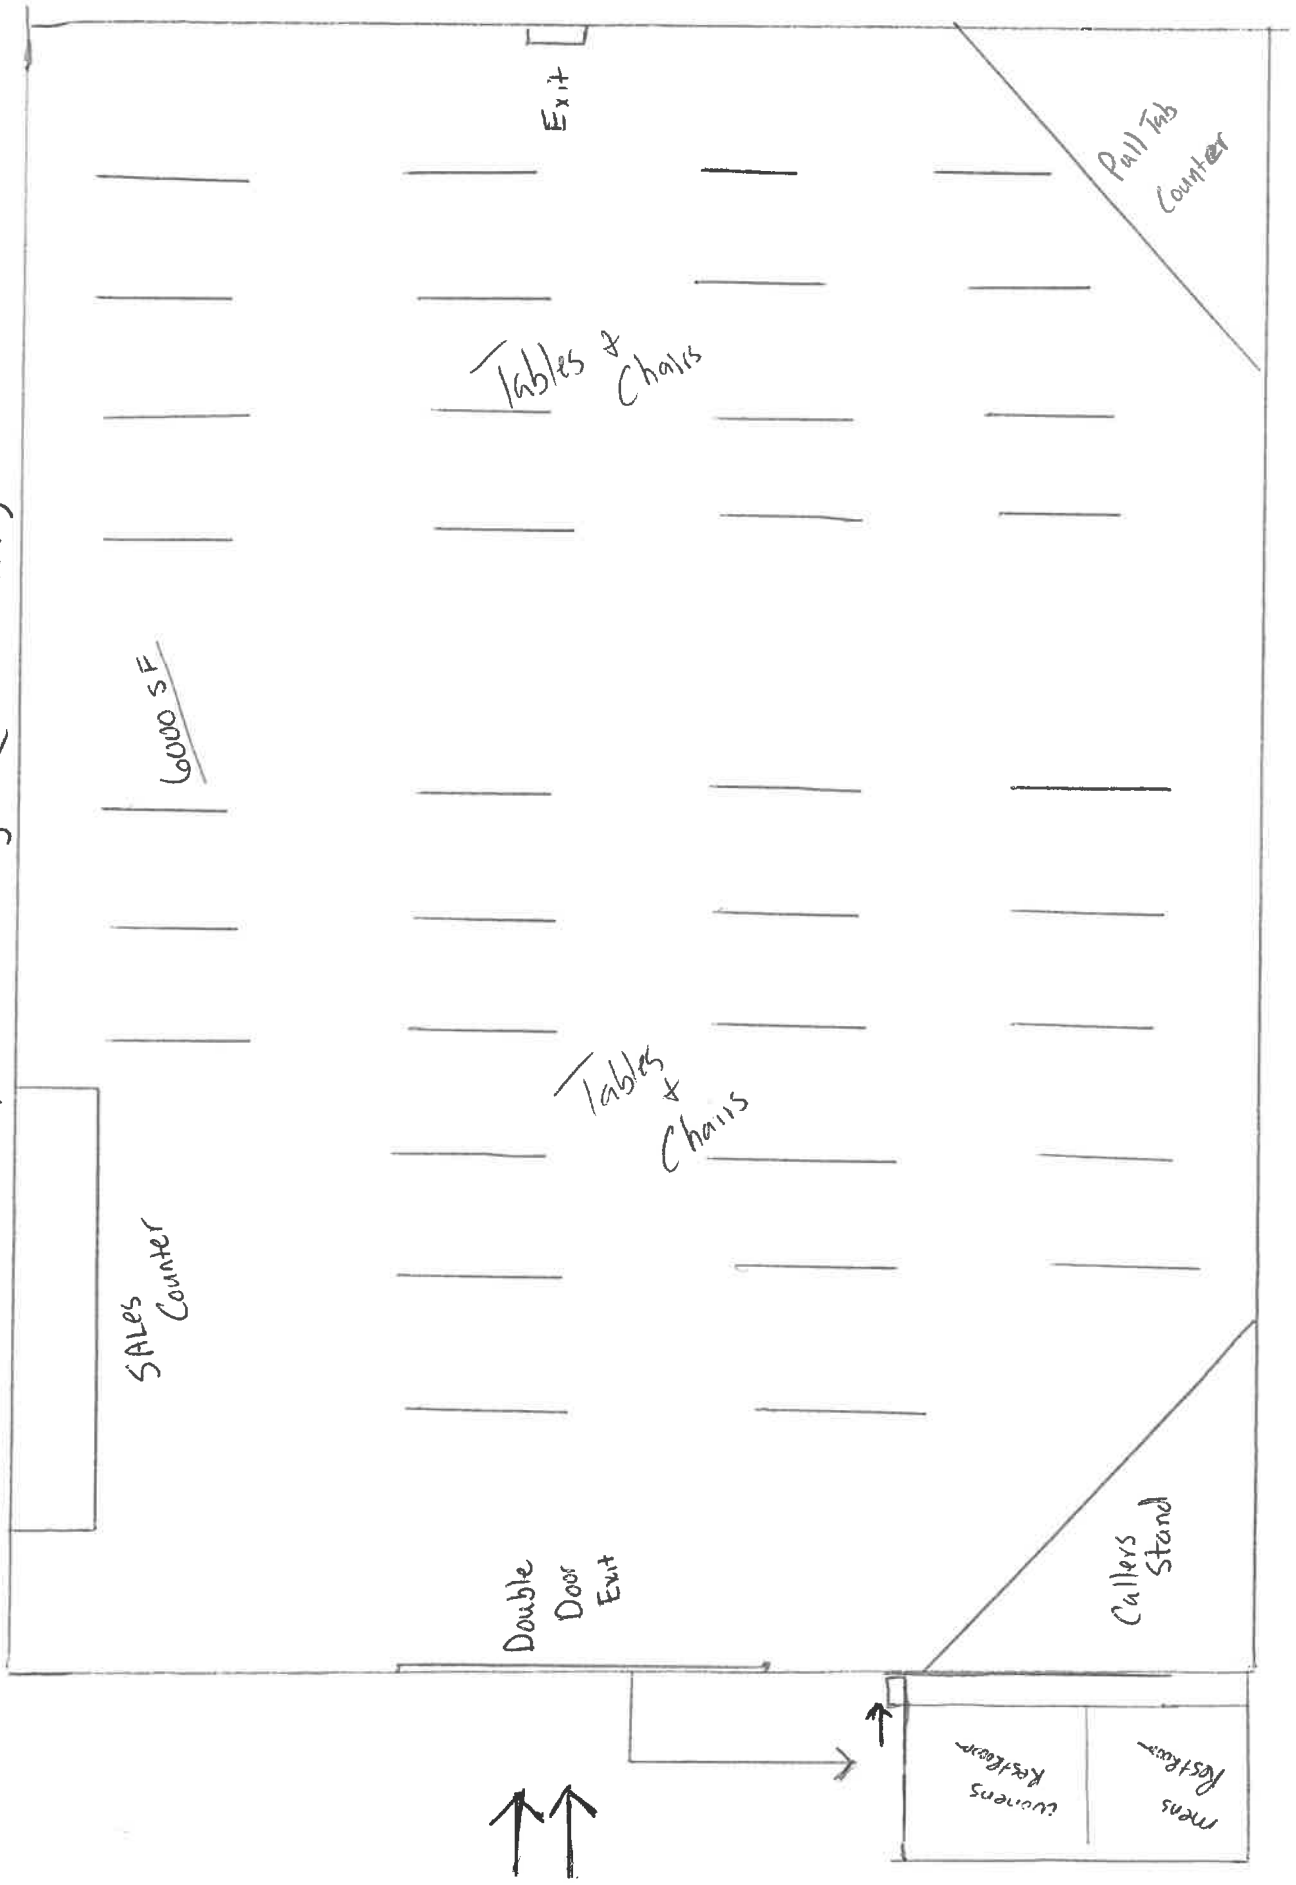 Exit
Pull Tab
Counter
Tables &
Chairs
6000 SF
Tables
&
Chairs
SALes
Counter
Double
Door
Exit
Callers
Stand
womens
RestRoom
mens
RestRoom